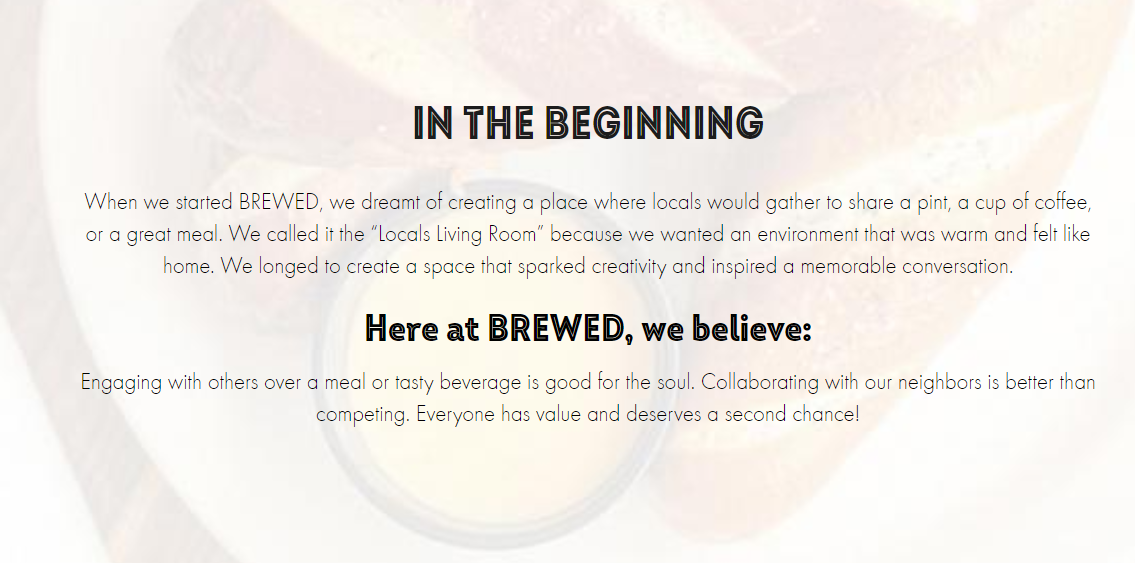 IN THE BEGINNING
When we started BREWED, we dreamt of creating a place where locals would gather to share a pint, a cup of coffee,
or a great meal. We called it the “Locals Living Room” because we wanted an environment that was warm and felt like
home. We longed to create a space that sparked creativity and inspired a memorable conversation.
Here at BREWED, we believe:
Engaging with others over a meal or tasty beverage is good for the soul. Collaborating with our neighbors is better than
competing. Everyone has value and deserves a second chance!